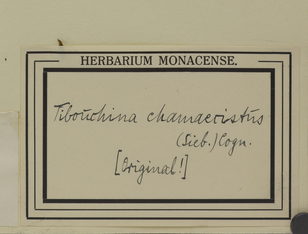 HERBARIUM MONACENSE.
Tibouchina chamaecistus
(Sieb.) Cogn.
[Original!]